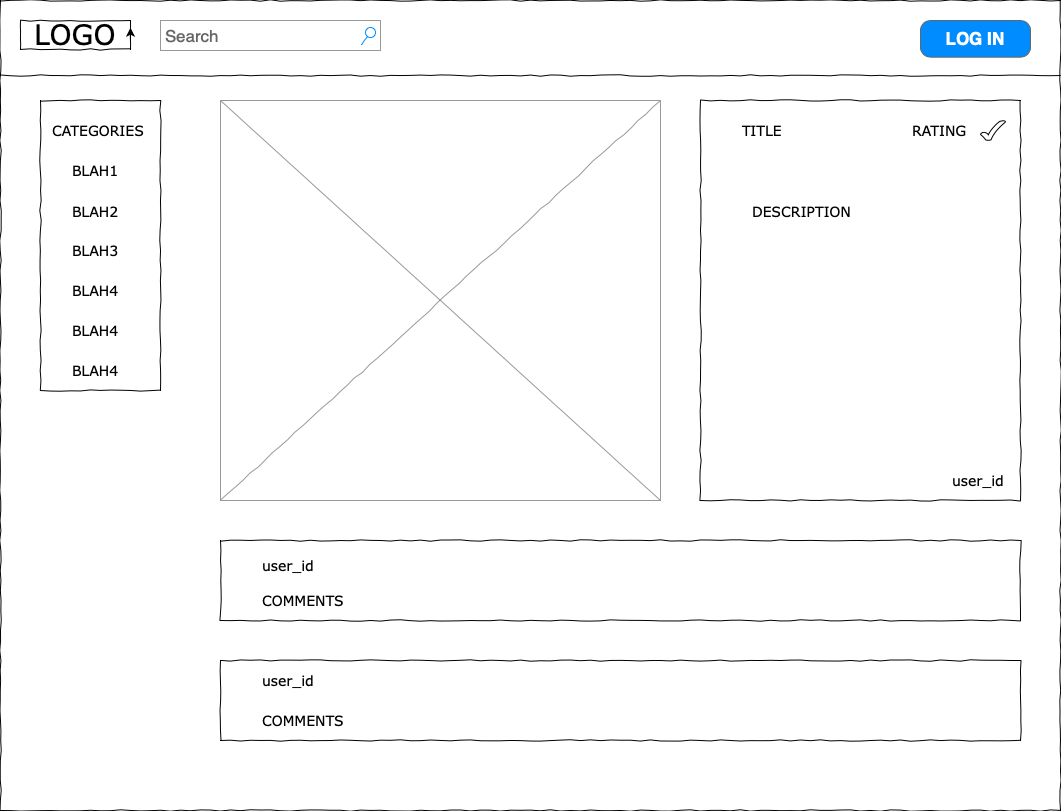 LOGO
Search
LOG IN
CATEGORIES
BLAH1
BLAH2
BLAH3
BLAH4
BLAH4
BLAH4
TITLE
RATING
DESCRIPTION
user_id
user_id
COMMENTS
user_id
COMMENTS